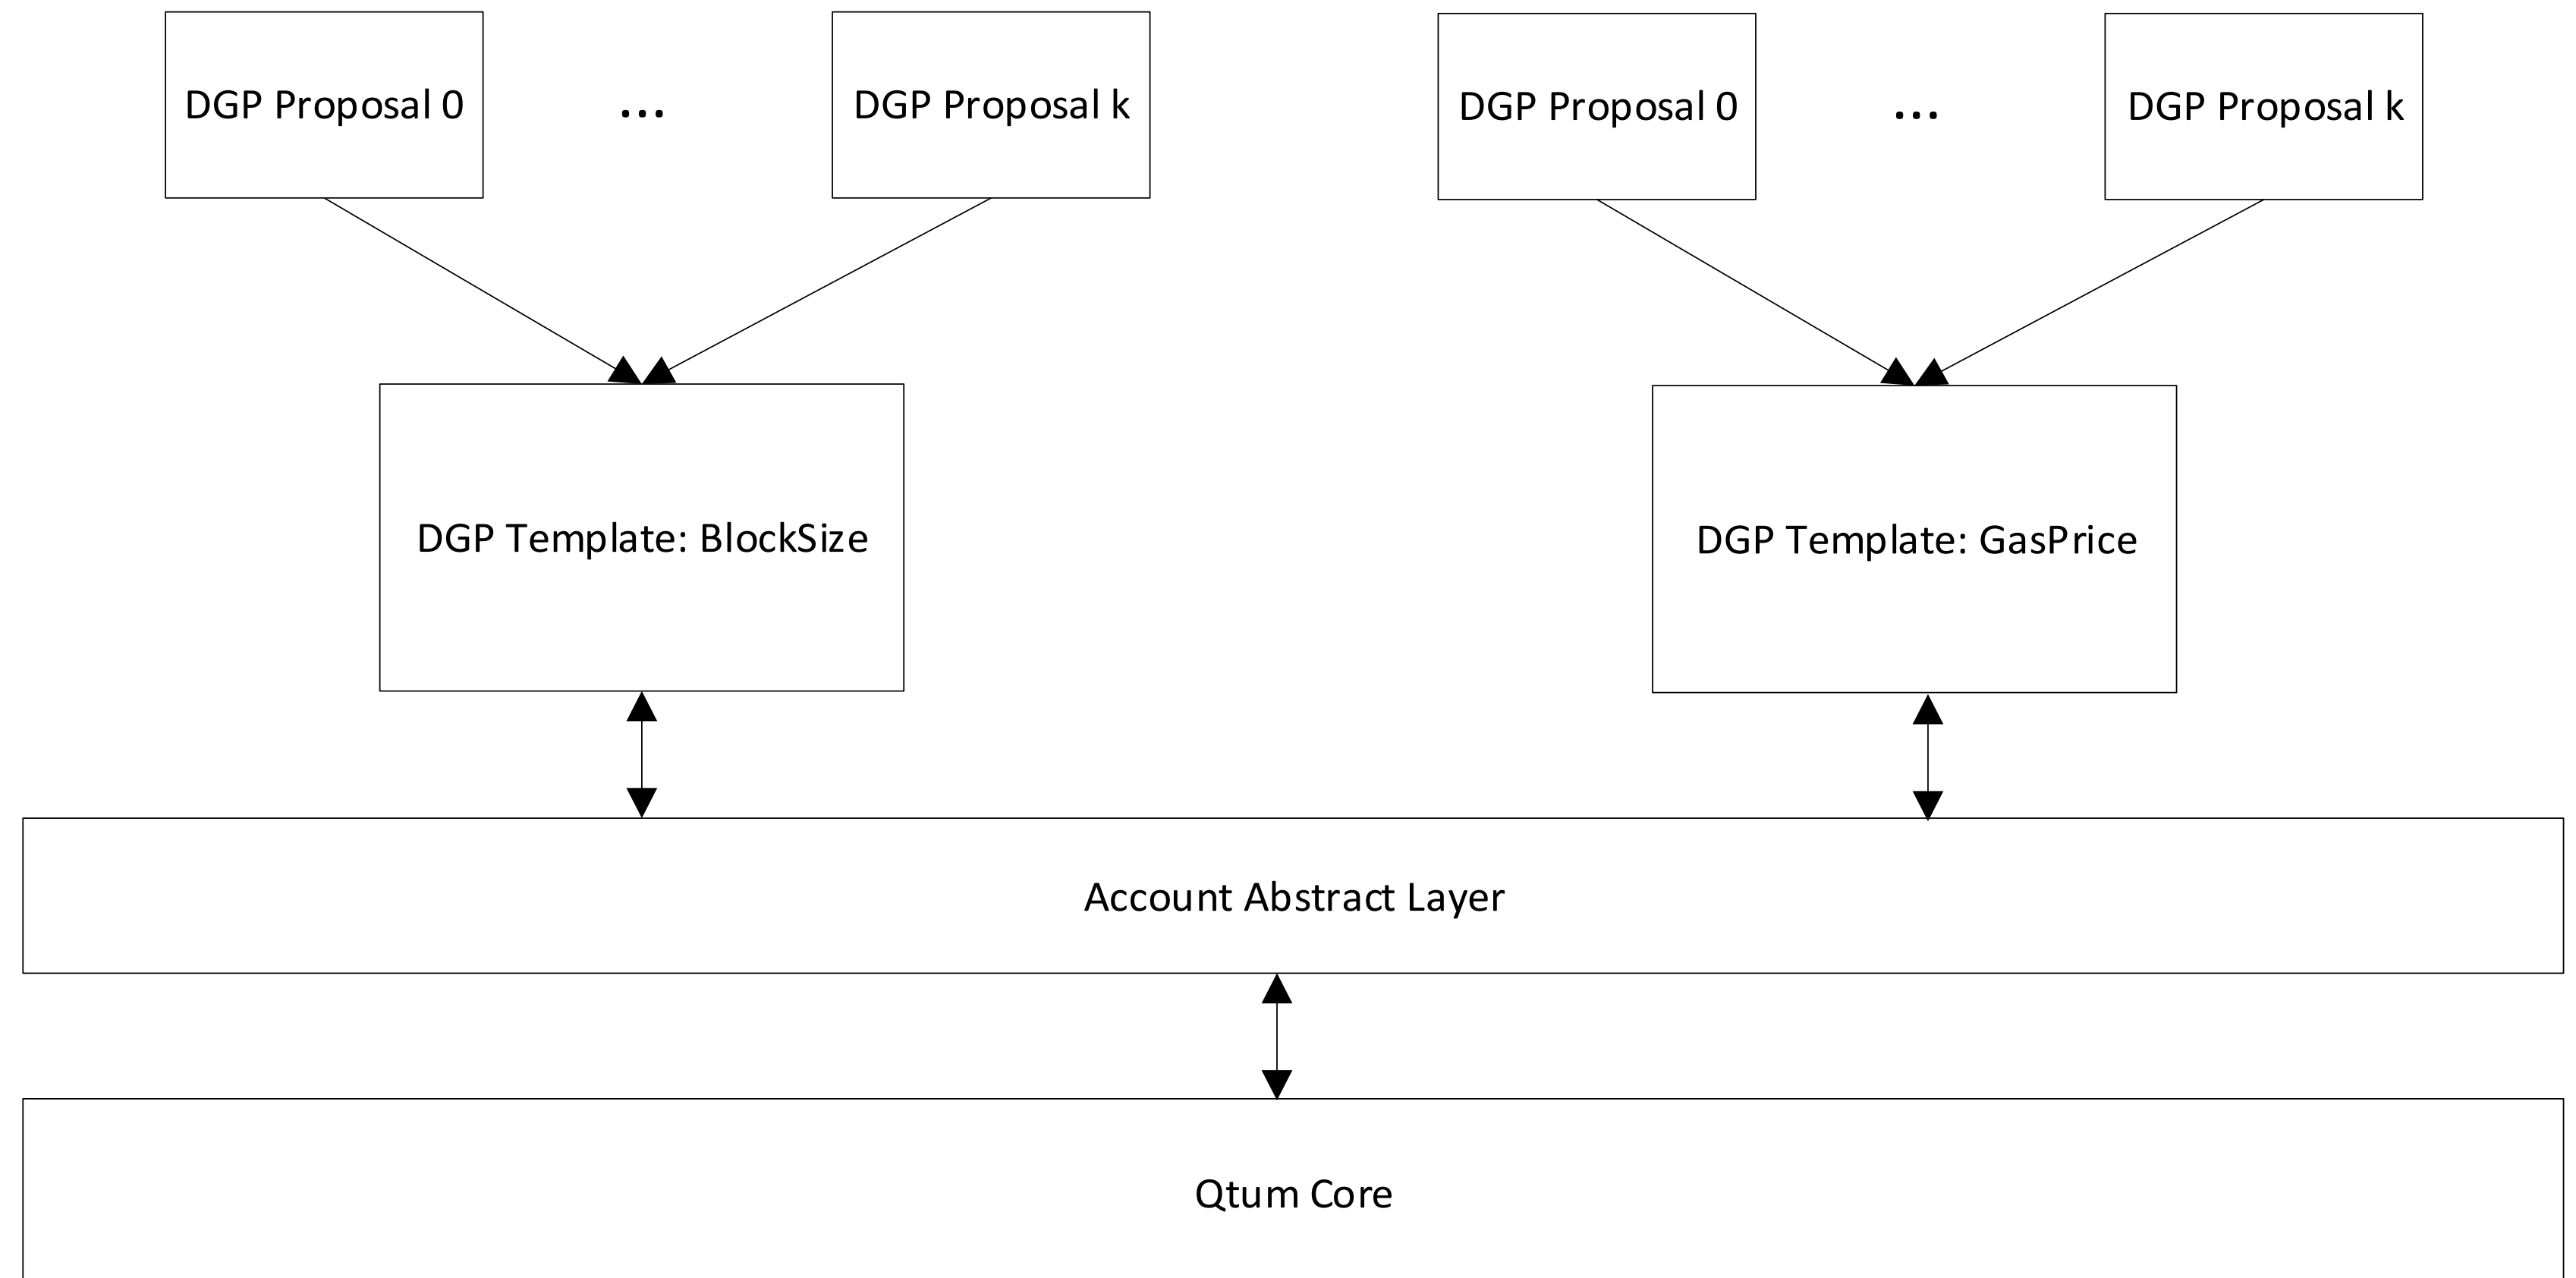 DGP Proposal 0
...
DGP Proposal k
DGP Proposal 0
...
DGP Proposal k
DGP Template: BlockSize
DGP Template: GasPrice
Account Abstract Layer
Qtum Core